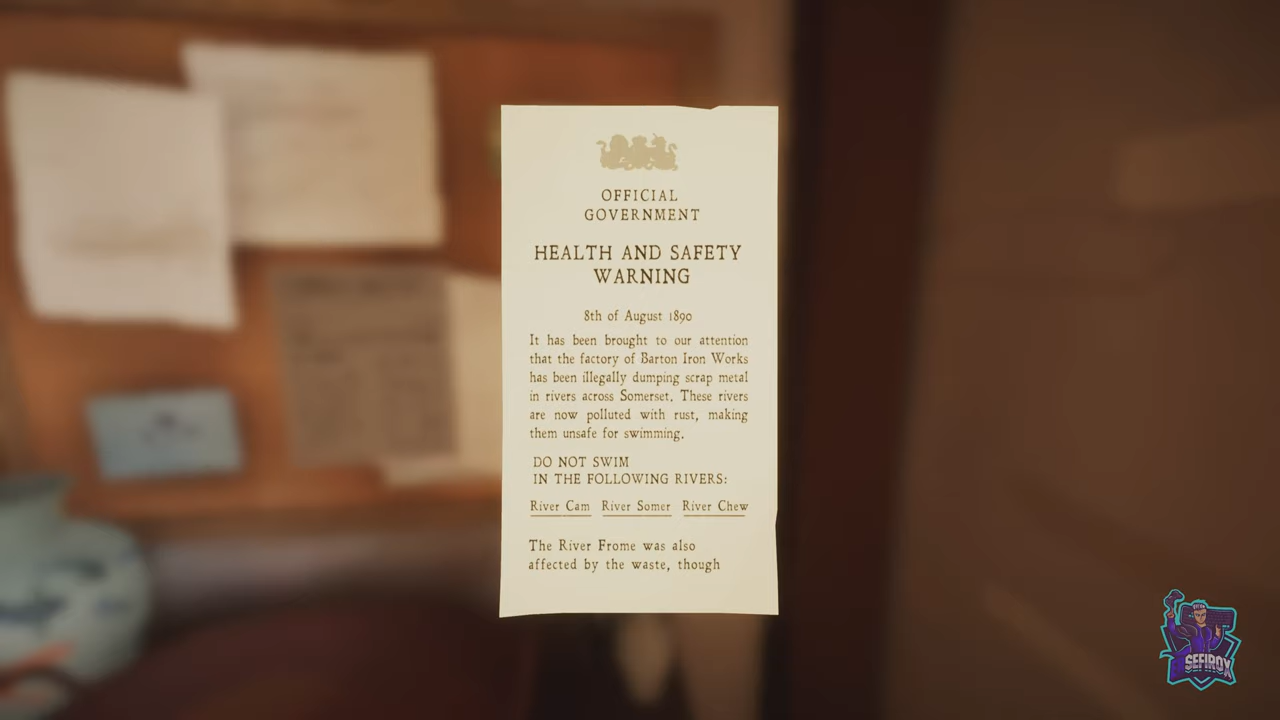 OFFICIAL
GOVERNMENT
HEALTH AND SAFETY
WARNING
8th of August 1890
It has been brought to our attention
that the factory of Barton Iron Works
has been illegally dumping scrap metal
in rivers across Somerset. These rivers
are now polluted with rust, making
them unsafe for swimming.
DO NOT SWIM
IN THE FOLLOWING RIVERS:
River Cam River Somer River Chew
The River Frome was also
affected by the waste, though
SEFIROX